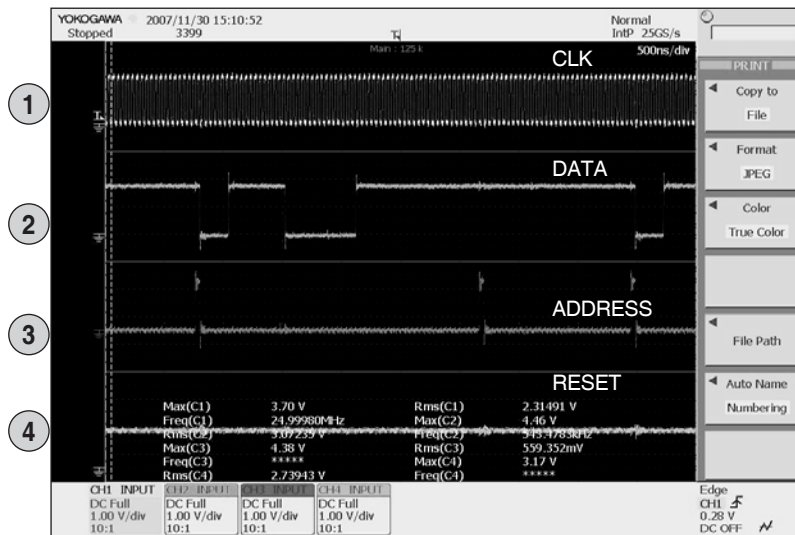 YOKOGAWA 2007/11/30 15:10:52
Normal
Stopped 3399
IntP 25GS/s
Main : 125 k
500ns/div
CLK
1
DATA
2
ADDRESS
3
RESET
4
Max(C1) 3.70 V Rms(C1) 2.31491 V
Freq(C1) 24.99980MHz Max(C2) 4.46 V
Rms(C2) 3.07235V Freq(C2) 543.4783kHz
Max(C3) 4.38 V Rms(C3) 559.352mV
Freq(C3) ***** Max(C4) 3.17 V
Rms(C4) 2.73943 V Freq(C4) *****
PRINT
Copy to
File
Format
JPEG
Color
True Color
File Path
Auto Name
Numbering
CH1 INPUT CH2 INPUT CH3 INPUT CH4 INPUT
DC Full DC Full DC Full DC Full
1.00 V/div 1.00 V/div 1.00 V/div 1.00 V/div
10:1 10:1 10:1 10:1
Edge
CH1
0.28 V
DC OFF